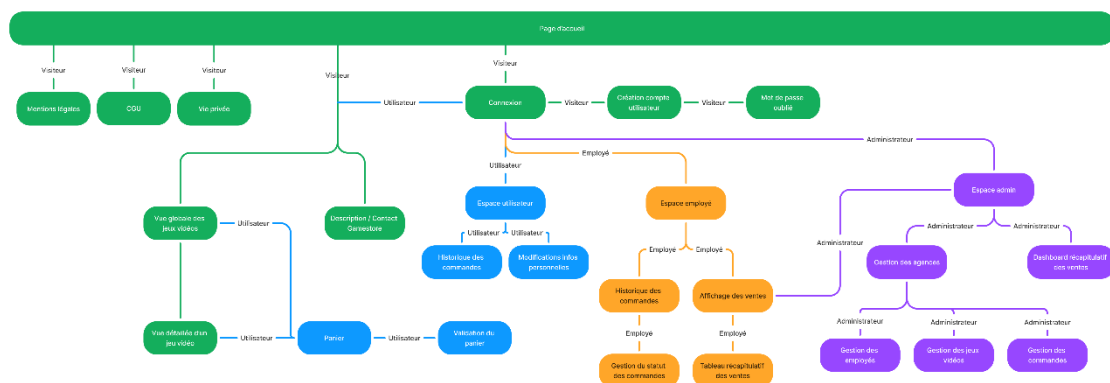 Page d'accueil
Visiteur
Visiteur
Visiteur
Visiteur
Visiteur
Mentions légales
CGU
Vie privée
Utilisateur
Connexion
Visiteur
Création compte
utilisateur
Visiteur
Mot de passe
oublié
Administrateur
Employé
Utilisateur
Espace utilisateur
Espace employé
Espace admin
Vue globale des
jeux vidéos
Utilisateur
Description / Contact
Gamestore
Utilisateur
Utilisateur
Employé
Employé
Administrateur
Administrateur
Administrateur
Historique des
commandes
Modifications infos
personnelles
Gestion des agences
Dashboard récapitulatif
des ventes
Historique des
commandes
Affichage des ventes
Vue détaillée d'un
jeu vidéo
Utilisateur
Panier
Utilisateur
Validation du
panier
Employé
Employé
Administrateur
Administrateur
Administrateur
Gestion du statut
des commandes
Tableau récapitulatif
des ventes
Gestion des
employés
Gestion des jeux
vidéos
Gestion des
commandes